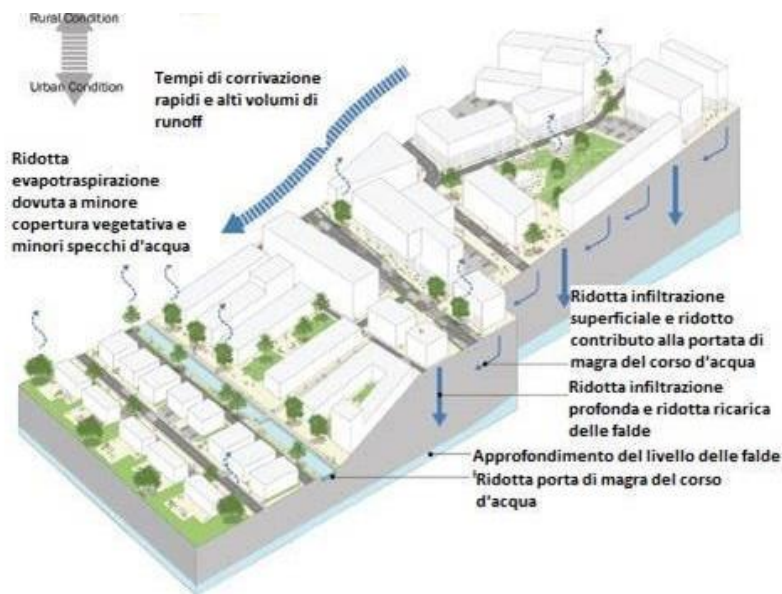 Rural Condition
Urban Condition
Tempi di corrivazione
rapidi e alti volumi di
runoff
Ridotta
evapotraspirazione
dovuta a minore
copertura vegetativa e
minori specchi d'acqua
Ridotta infiltrazione
superficiale e ridotto
contributo alla portata di
magra del corso d'acqua
Ridotta infiltrazione
profonda e ridotta ricarica
delle falde
Approfondimento del livello delle falde
Ridotta porta di magra del corso
d'acqua